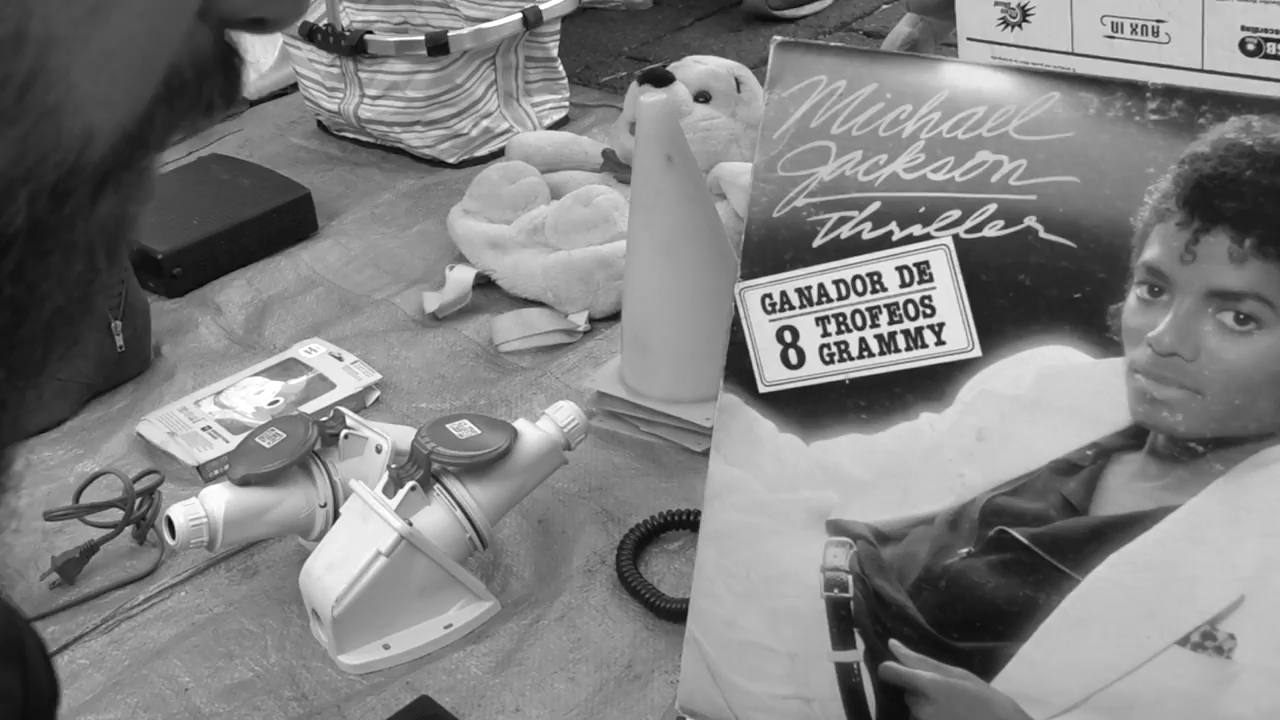 AUX IN
Michael
Jackson
Thriller
GANADOR DE
8 TROFEOS
GRAMMY